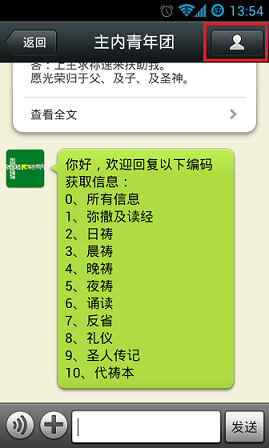 13:54
返回
主内青年团
答：上主求祢速来扶助我。
愿光荣归于父、及子、及圣神。
查看全文
你好，欢迎回复以下编码
获取信息：
0、所有信息
1、弥撒及读经
2、日祷
3、晨祷
4、晚祷
5、夜祷
6、诵读
7、反省
8、礼仪
9、圣人传记
10、代祷本
发送